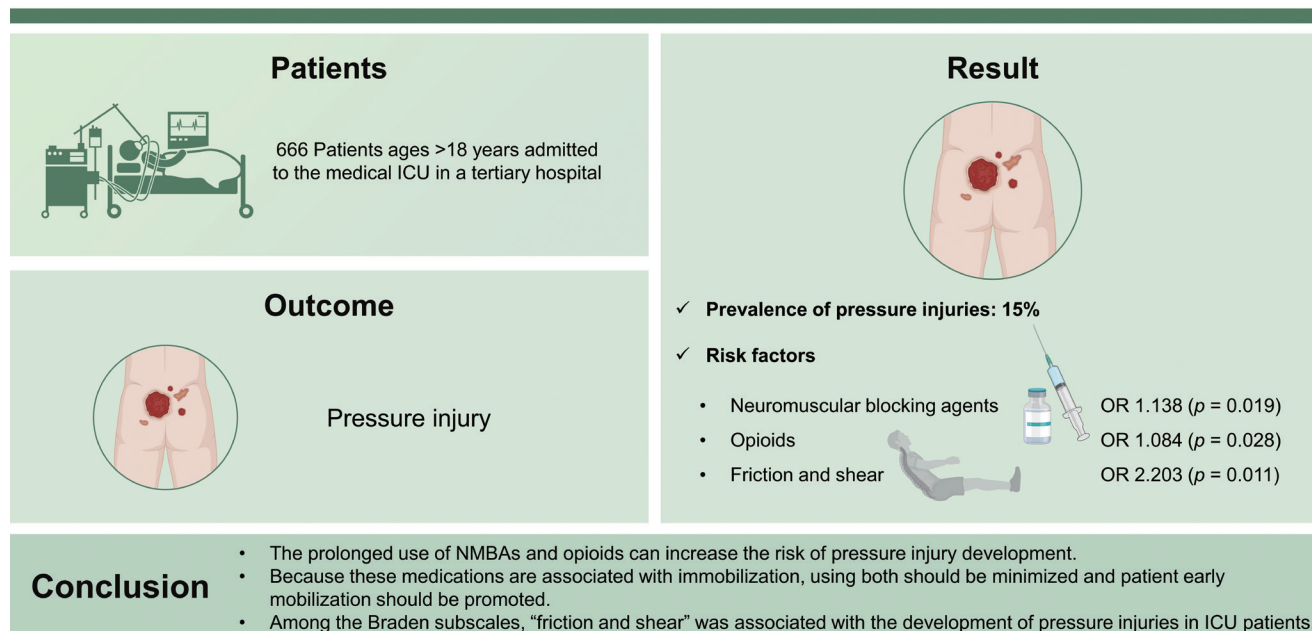 Patients
666 Patients ages >18 years admitted
to the medical ICU in a tertiary hospital
Outcome
Pressure injury
Result
✓ Prevalence of pressure injuries: 15%
✓ Risk factors
• Neuromuscular blocking agents OR 1.138 (p = 0.019)
• Opioids OR 1.084 (p = 0.028)
• Friction and shear OR 2.203 (p = 0.011)
Conclusion
• The prolonged use of NMBAs and opioids can increase the risk of pressure injury development.
• Because these medications are associated with immobilization, using both should be minimized and patient early
mobilization should be promoted.
• Among the Braden subscales, “friction and shear” was associated with the development of pressure injuries in ICU patients